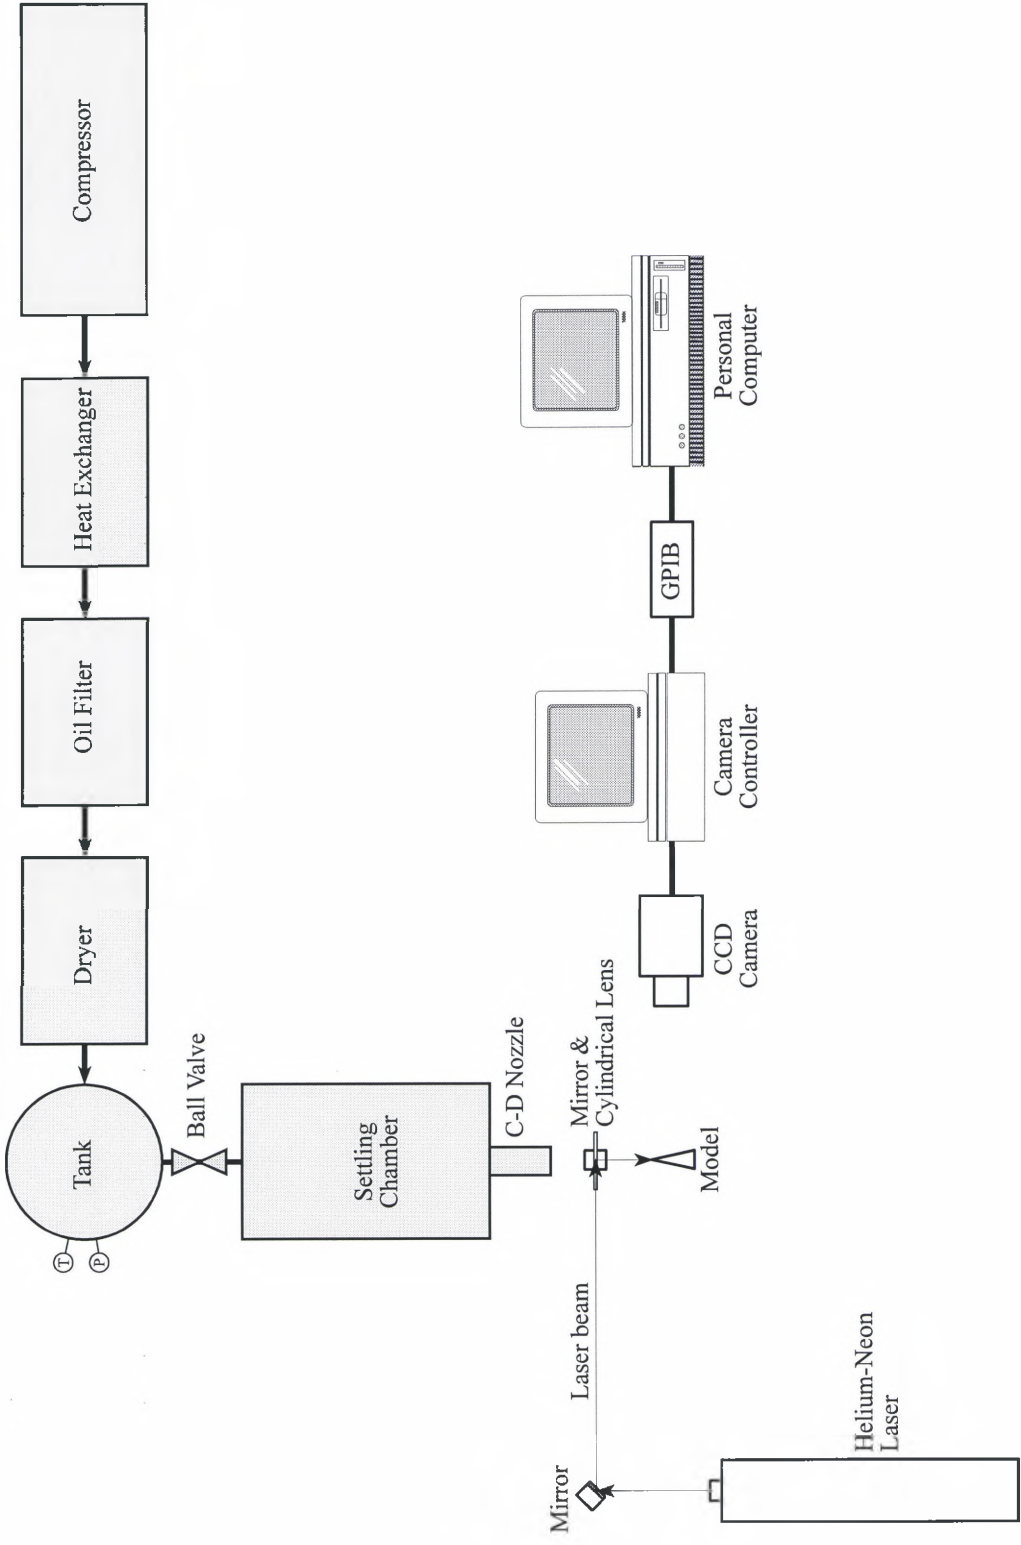 Compressor
Heat Exchanger
Oil Filter
Dryer
Tank
T
P
Ball Valve
Settling
Chamber
C-D Nozzle
Mirror &
Cylindrical Lens
Model
Laser beam
Mirror
Helium-Neon
Laser
CCD
Camera
Camera
Controller
GPIB
Personal
Computer